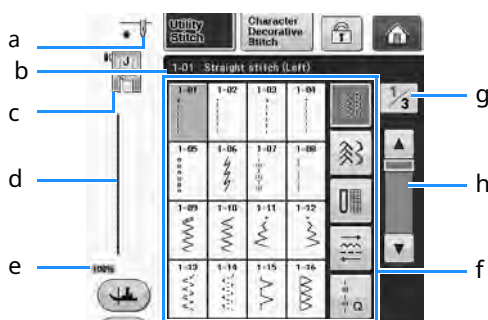 a
Utility
Stitch
Character
Decorative
Stitch
b
1-01 Straight stitch (Left)
J
c
1-01 1-02 1-03 1-04
1/3
g
d
1-05 1-06 1-07 1-08
h
1-09 1-10 1-11 1-12
e
100%
1-13 1-14 1-15 1-16
Q
f